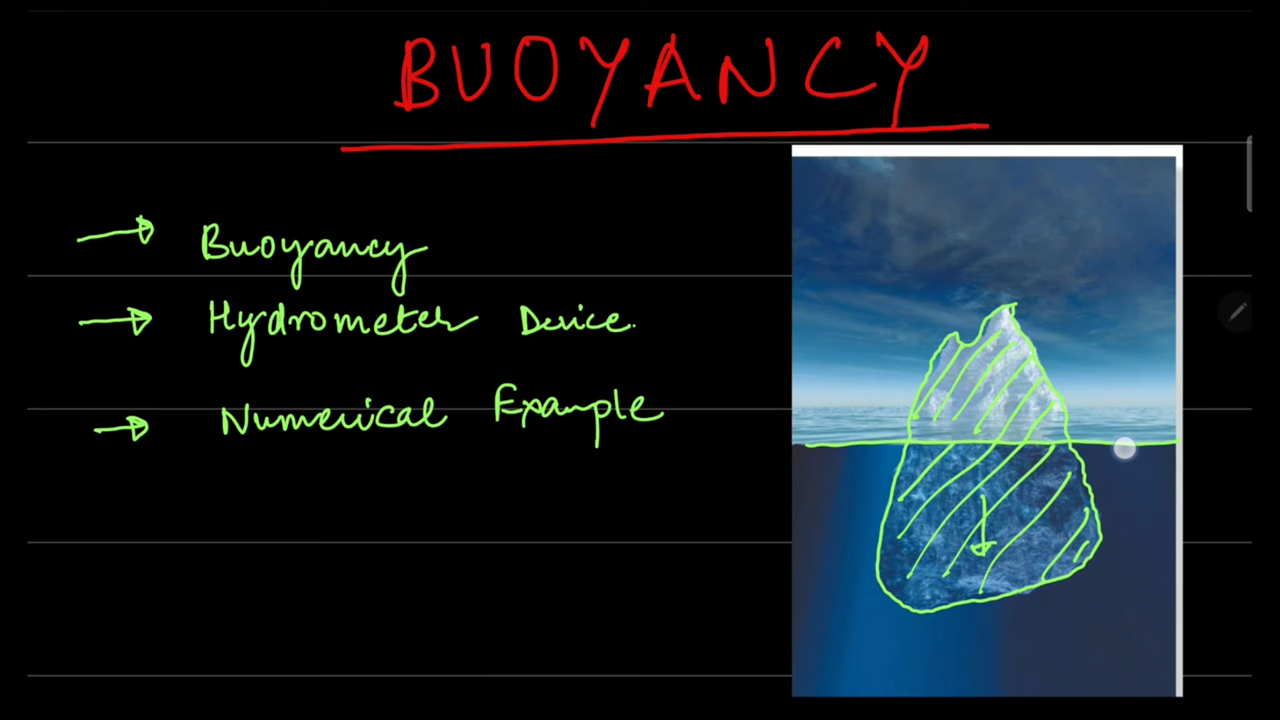 BUOYANCY
→ Buoyancy
→ Hydrometer Device.
→ Numerical Example